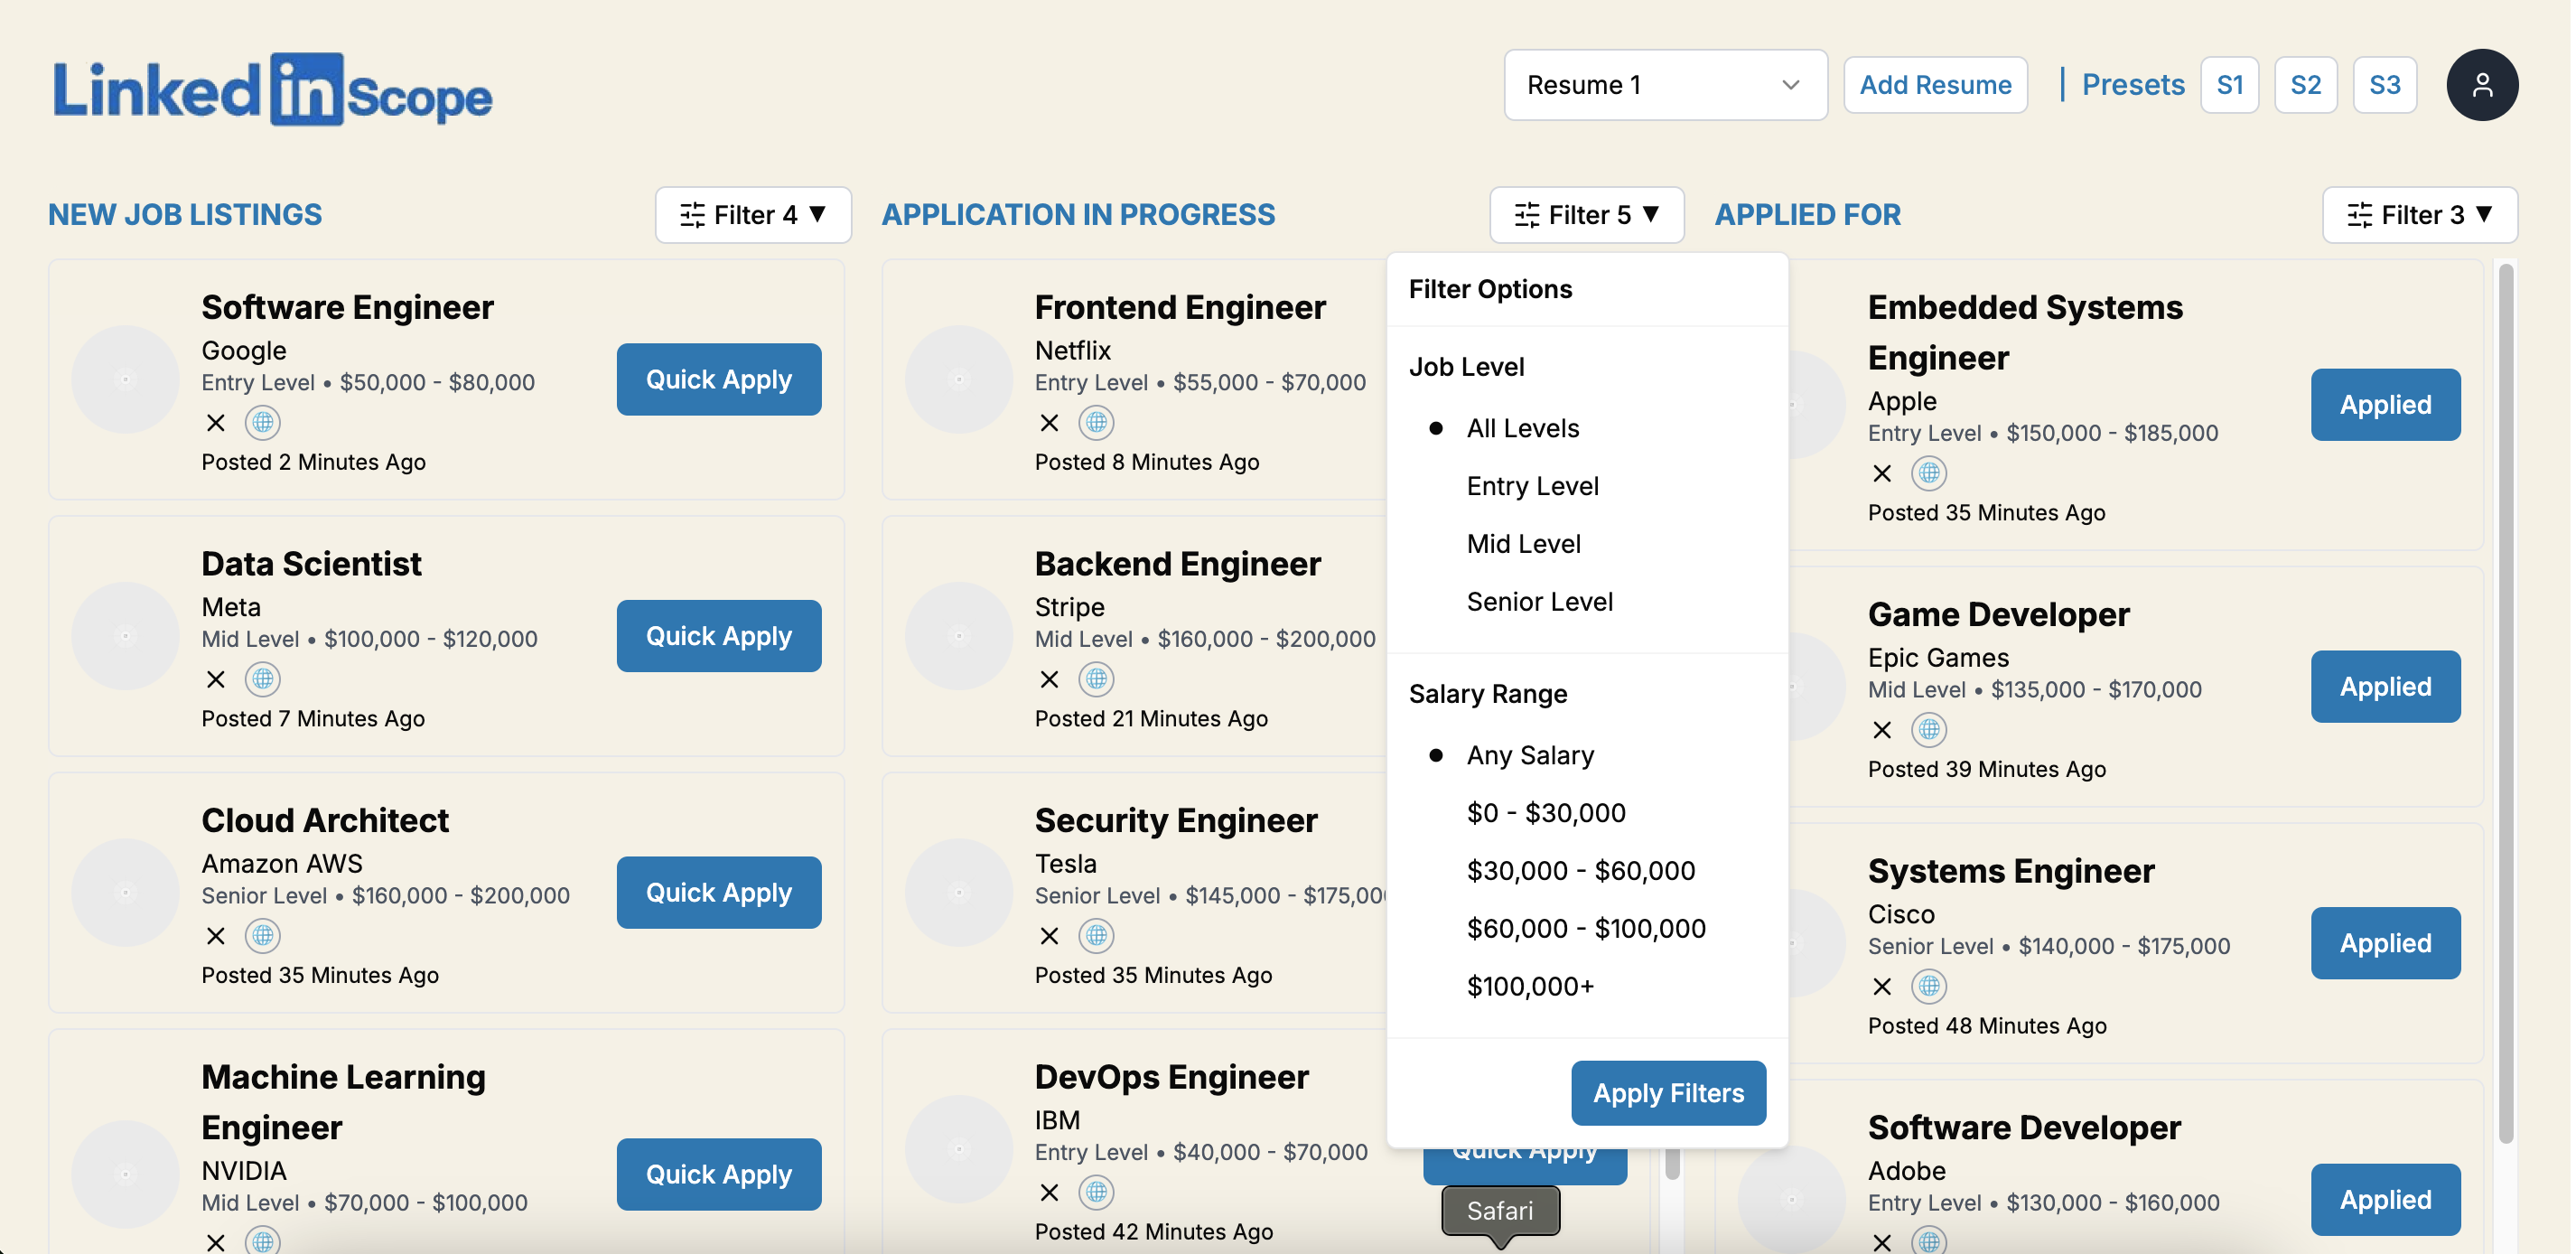 Linked in Scope
Resume 1
Add Resume
Presets
S1
S2
S3
NEW JOB LISTINGS
Filter 4 ▼
Software Engineer
Google
Entry Level • $50,000 - $80,000
Posted 2 Minutes Ago
Quick Apply
Data Scientist
Meta
Mid Level • $100,000 - $120,000
Posted 7 Minutes Ago
Quick Apply
Cloud Architect
Amazon AWS
Senior Level • $160,000 - $200,000
Posted 35 Minutes Ago
Quick Apply
Machine Learning
Engineer
NVIDIA
Mid Level • $70,000 - $100,000
Quick Apply
APPLICATION IN PROGRESS
Filter 5 ▼
Frontend Engineer
Netflix
Entry Level • $55,000 - $70,000
Posted 8 Minutes Ago
Backend Engineer
Stripe
Mid Level • $160,000 - $200,000
Posted 21 Minutes Ago
Security Engineer
Tesla
Senior Level • $145,000 - $175,00
Posted 35 Minutes Ago
DevOps Engineer
IBM
Entry Level • $40,000 - $70,000
Posted 42 Minutes Ago
Quick Apply
Safari
Filter Options
Job Level
All Levels
Entry Level
Mid Level
Senior Level
Salary Range
Any Salary
$0 - $30,000
$30,000 - $60,000
$60,000 - $100,000
$100,000+
Apply Filters
APPLIED FOR
Filter 3 ▼
Embedded Systems
Engineer
Apple
Entry Level • $150,000 - $185,000
Posted 35 Minutes Ago
Applied
Game Developer
Epic Games
Mid Level • $135,000 - $170,000
Posted 39 Minutes Ago
Applied
Systems Engineer
Cisco
Senior Level • $140,000 - $175,000
Posted 48 Minutes Ago
Applied
Software Developer
Adobe
Entry Level • $130,000 - $160,000
Applied